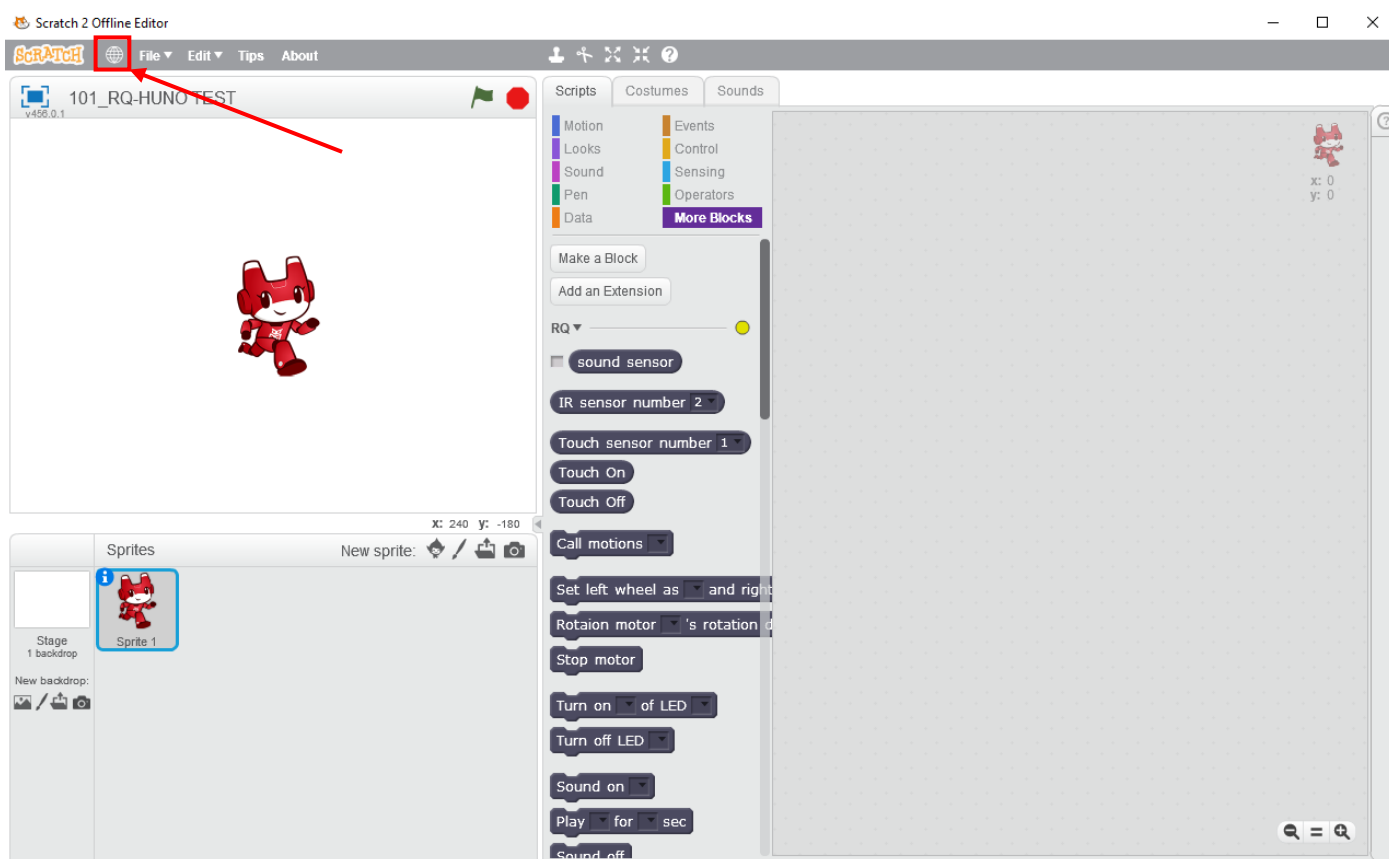 Scratch 2 Offline Editor
SCRATCH File Edit Tips About
101_RQ-HUNO TEST
v456.0.1
Scripts Costumes Sounds
Motion Events
Looks Control
Sound Sensing
Pen Operators
Data More Blocks
x: 0
y: 0
Make a Block
Add an Extension
RQ
sound sensor
IR sensor number 2
Touch sensor number 1
Touch On
Touch Off
Call motions
Set left wheel as and right
Rotaion motor 's rotation d
Stop motor
Turn on of LED
Turn off LED
Sound on
Play for sec
Sound off
X: 240 y: -180
Sprites New sprite:
Stage
1 backdrop
New backdrop:
Sprite 1